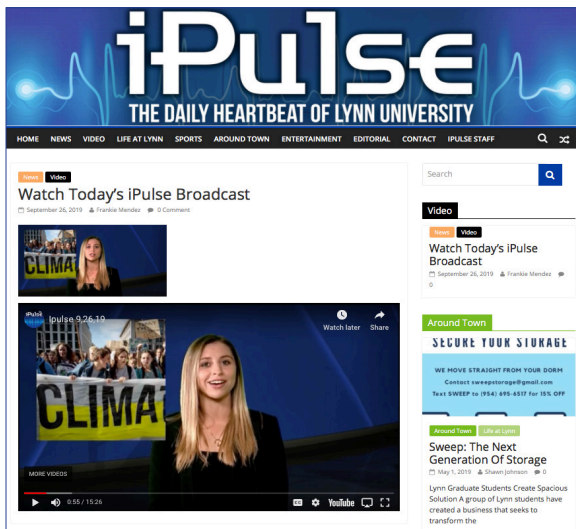 iPulse
THE DAILY HEARTBEAT OF LYNN UNIVERSITY
HOME NEWS VIDEO LIFE AT LYNN SPORTS AROUND TOWN ENTERTAINMENT EDITORIAL CONTACT IPULSE STAFF
News Video
Watch Today's iPulse Broadcast
September 26, 2019 Frankie Mendez 0 Comment
CLIMA
iPulse
Ipulse 9,26,19
Watch later Share
CLIMA
MORE VIDEOS
0:55 / 15:26
YouTube
Search
Video
News Video
Watch Today's iPulse
Broadcast
September 26, 2019 Frankie Mendez
0
Around Town
SECURE YOUR STORAGE
WE MOVE STRAIGHT FROM YOUR DORM
Contact sweepstorage@gmail.com
Text SWEEP to (954) 695-6517 for 15% OFF
Around Town Life at Lynn
Sweep: The Next
Generation Of Storage
May 1, 2019 Shawn Johnson 0
Lynn Graduate Students Create Spacious
Solution A group of Lynn students have
created a business that seeks to
transform the